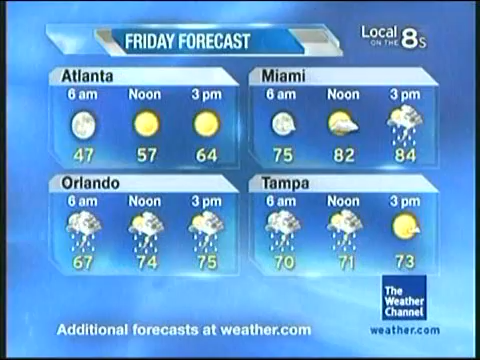 FRIDAY FORECAST
Local
ON THE 8s
Atlanta
6 am Noon 3 pm
47 57 64
Miami
6 am Noon 3 pm
75 82 84
Orlando
6 am Noon 3 pm
67 74 75
Tampa
6 am Noon 3 pm
70 71 73
The
Weather
Channel
Additional forecasts at weather.com
weather.com